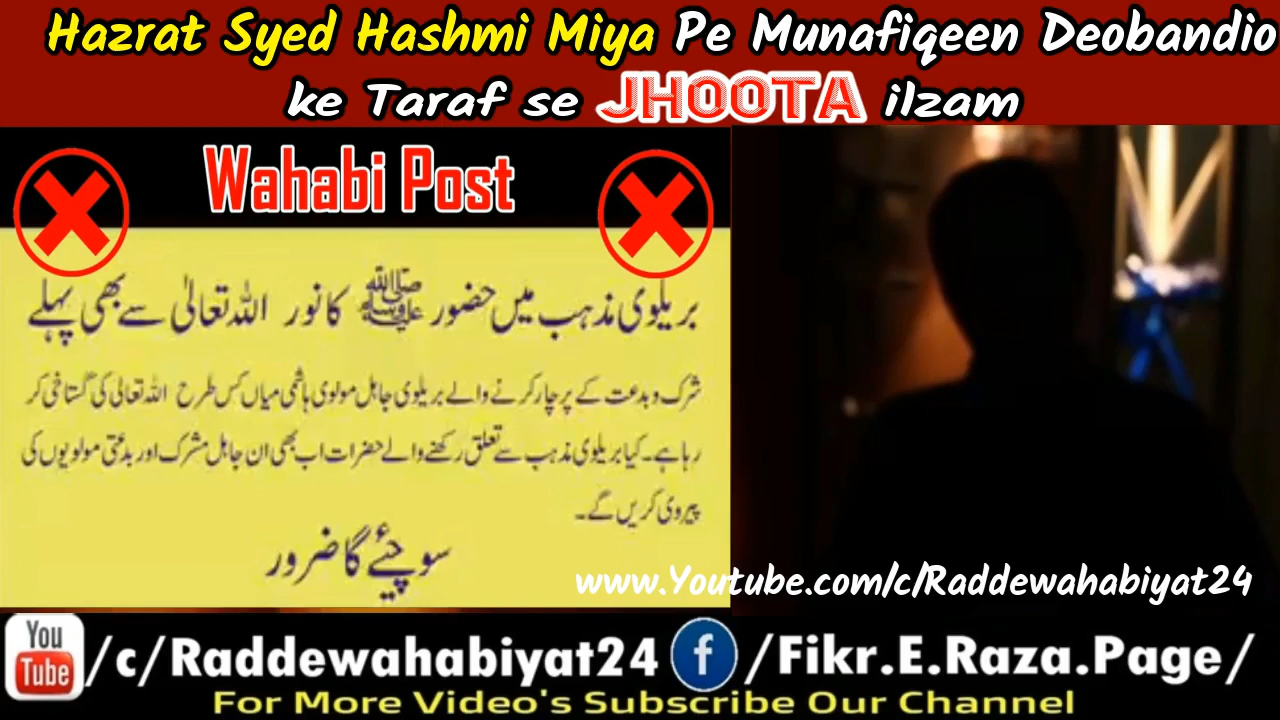 Hazrat Syed Hashmi Miya Pe Munafiqeen Deobandio
ke Taraf se JHOOTA ilzam
Wahabi Post
بریلوی مذہب میں حضور ﷺ کا نور اللہ تعالیٰ سے بھی پہلے
شرک و بدعت کے پرچار کرنے والے بریلوی جاہل مولوی ہاشمی میاں کس طرح اللہ تعالیٰ کی گستاخی کر
رہا ہے۔ کیا بریلوی مذہب سے تعلق رکھنے والے حضرات اب بھی ان جاہل مشرک اور بدعتی مولویوں کی
پیروی کریں گے۔
سوچئے گا ضرور
www.Youtube.com/c/Raddewahabiyat24
You Tube /c/Raddewahabiyat24 f /Fikr.E.Raza.Page/
For More Video's Subscribe Our Channel